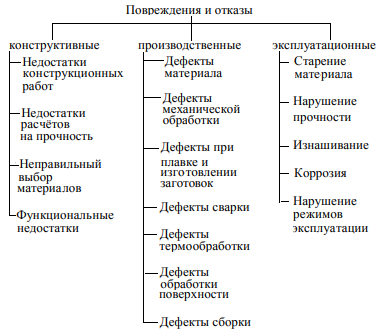 Повреждения и отказы
конструктивные
Недостатки
конструкционных
работ
Недостатки
расчётов
на прочность
Неправильный
выбор
материалов
Функциональные
недостатки
производственные
Дефекты
материала
Дефекты
механической
обработки
Дефекты при
плавке и
изготовлении
заготовок
Дефекты сварки
Дефекты
термообработки
Дефекты
обработки
поверхности
Дефекты сборки
эксплуатационные
Старение
материала
Нарушение
прочности
Изнашивание
Коррозия
Нарушение
режимов
эксплуатации